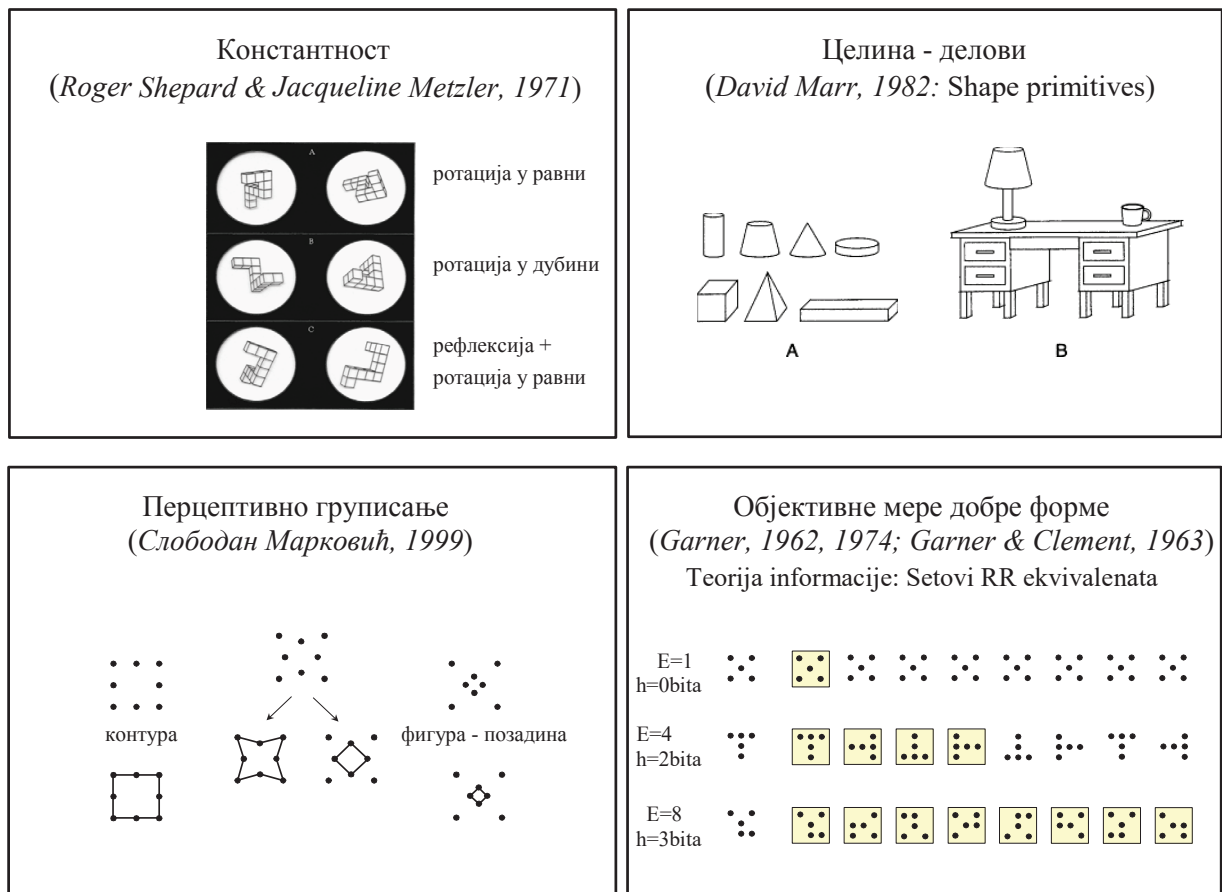 Константност
(Roger Shepard & Jacqueline Metzler, 1971)
A
ротација у равни
B
ротација у дубини
C
рефлексија +
ротација у равни
Целина - делови
(David Marr, 1982: Shape primitives)
A
B
Перцептивно груписање
(Слободан Марковић, 1999)
контура
фигура - позадина
Објективне мере добре форме
(Garner, 1962, 1974; Garner & Clement, 1963)
Teorija informacije: Setovi RR ekvivalenata
E=1
h=0bita
E=4
h=2bita
E=8
h=3bita